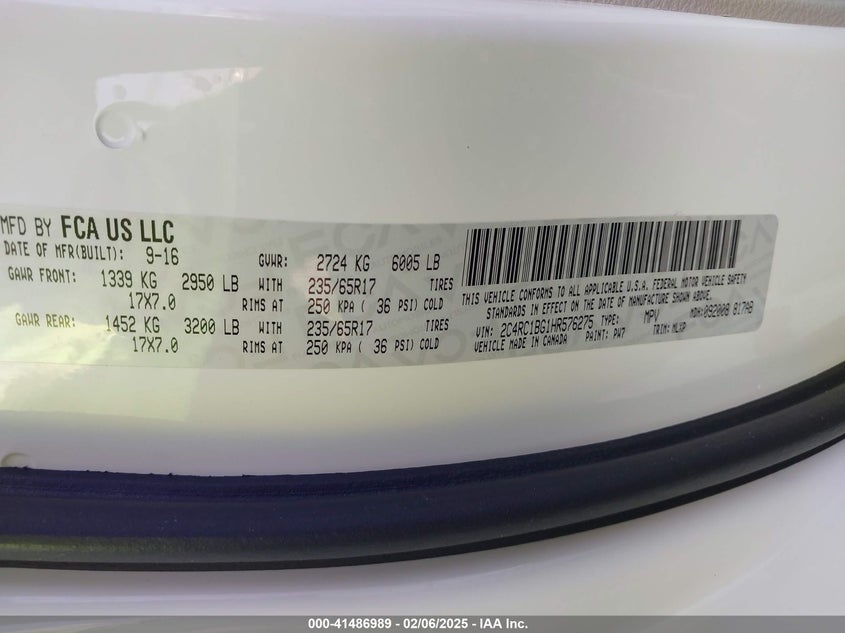 MFD BY FCA US LLC
DATE OF MFR(BUILT): 9-16 GVWR: 2724 KG 6005 LB
GAWR FRONT: 1339 KG 2950 LB WITH 235/65R17 TIRES
17X7.0 RIMS AT 250 KPA ( 36 PSI) COLD
GAWR REAR: 1452 KG 3200 LB WITH 235/65R17 TIRES
17X7.0 RIMS AT 250 KPA ( 36 PSI) COLD
THIS VEHICLE CONFORMS TO ALL APPLICABLE U.S.A. FEDERAL MOTOR VEHICLE SAFETY
STANDARDS IN EFFECT ON THE DATE OF MANUFACTURE SHOWN ABOVE.
VIN: 2C4RC1BG1HR576275 TYPE: MPV MDH:092008 817AB
VEHICLE MADE IN CANADA PAINT: PW7 TRIM: MLXP
000-41486989 — 02/06/2025 — IAA Inc.